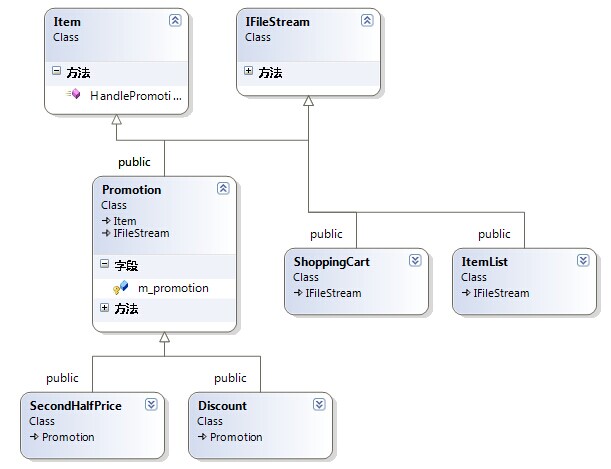 Item
Class
方法
HandlePromoti...
IFileStream
Class
方法
public
Promotion
Class
Item
IFileStream
字段
m_promotion
方法
public
ShoppingCart
Class
IFileStream
public
ItemList
Class
IFileStream
public
SecondHalfPrice
Class
Promotion
public
Discount
Class
Promotion